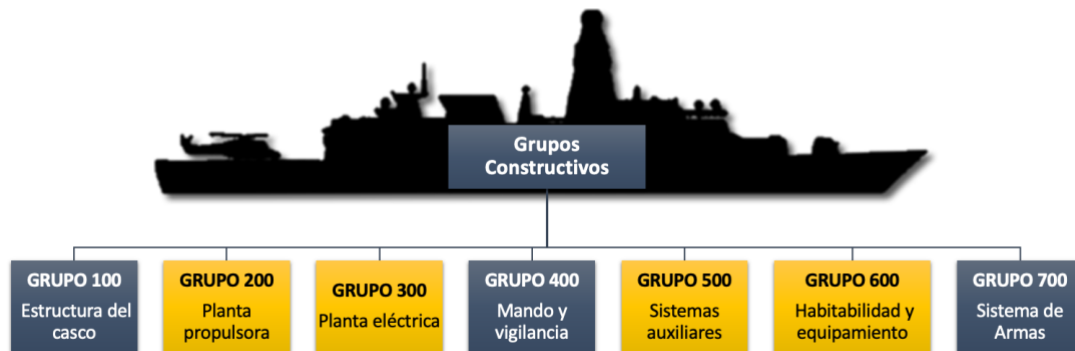 Grupos
Constructivos
GRUPO 100
Estructura del
casco
GRUPO 200
Planta
propulsora
GRUPO 300
Planta eléctrica
GRUPO 400
Mando y
vigilancia
GRUPO 500
Sistemas
auxiliares
GRUPO 600
Habitabilidad y
equipamiento
GRUPO 700
Sistema de
Armas